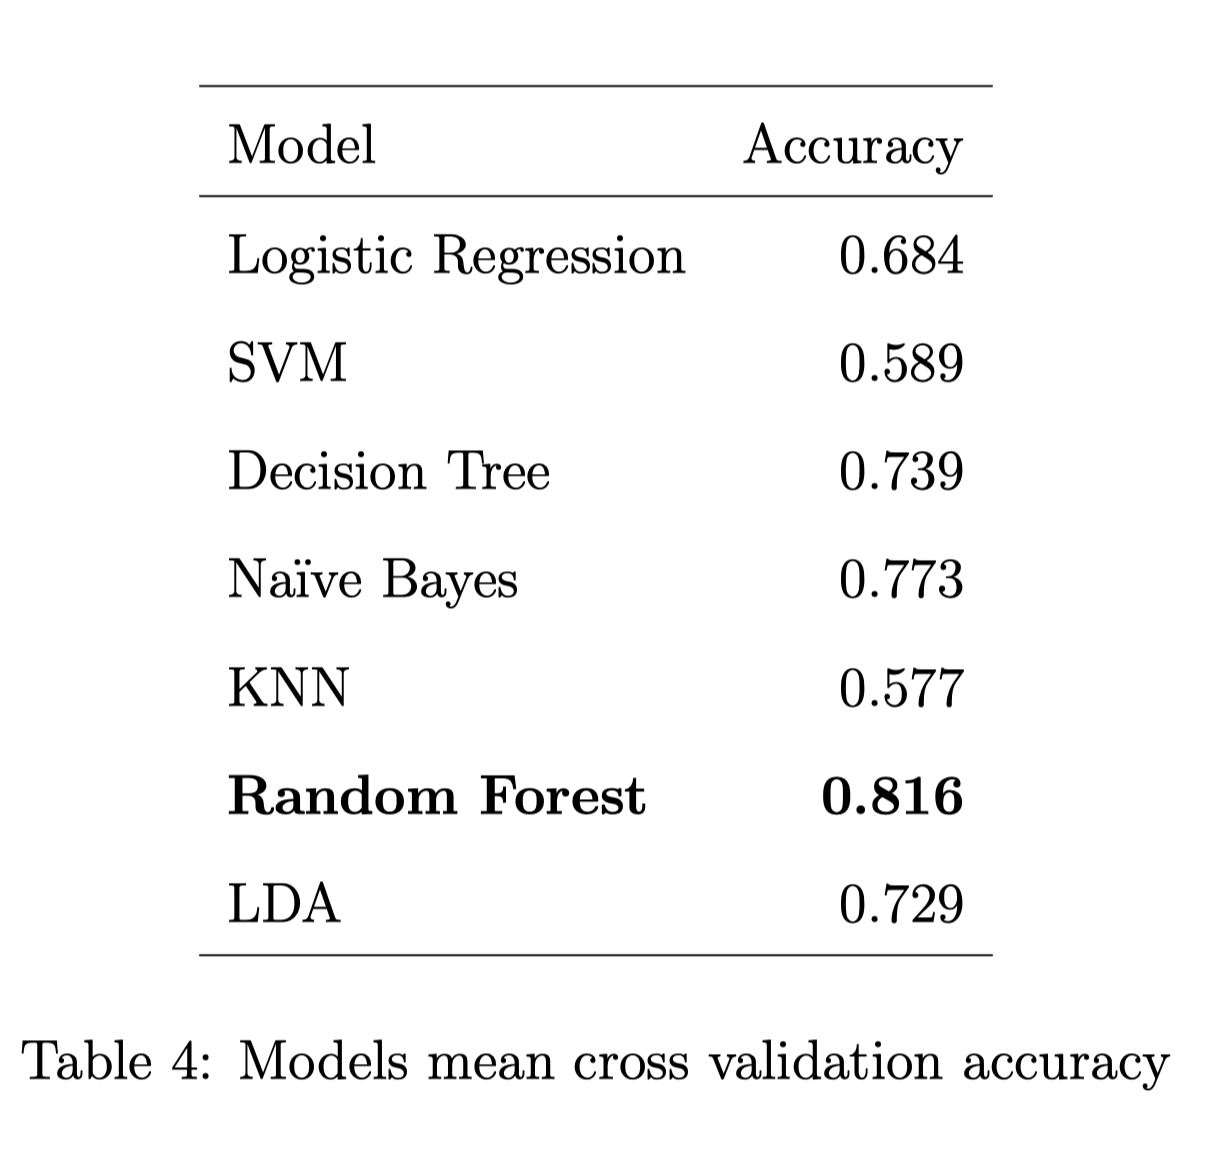 Model Accuracy
Logistic Regression 0.684
SVM 0.589
Decision Tree 0.739
Naïve Bayes 0.773
KNN 0.577
Random Forest 0.816
LDA 0.729
Table 4: Models mean cross validation accuracy